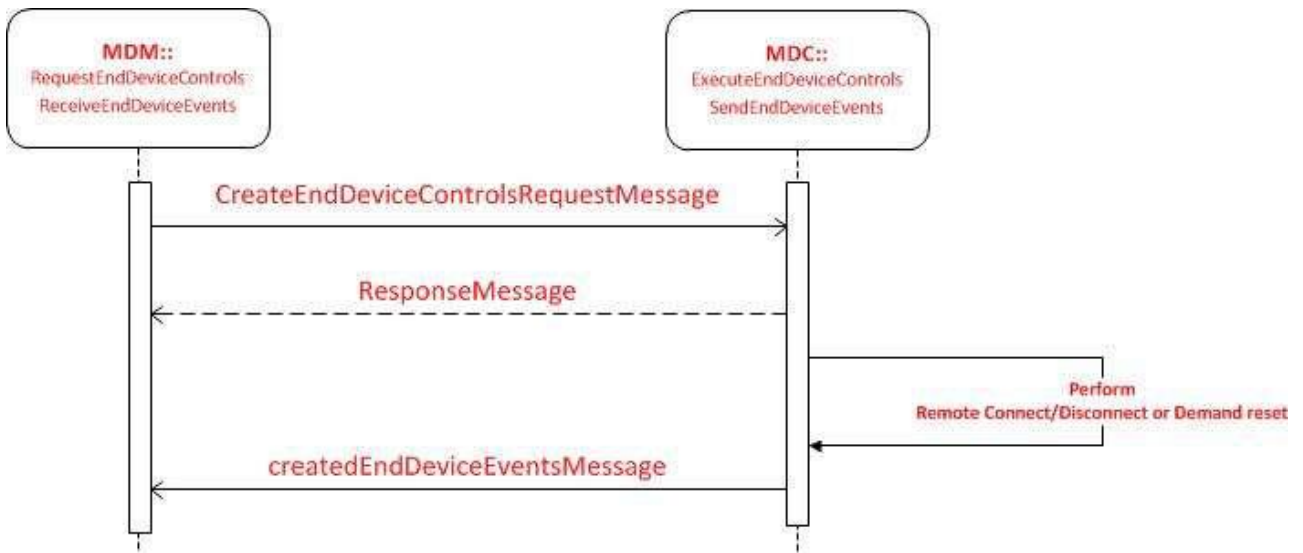 MDM::
RequestEndDeviceControls
ReceiveEndDeviceEvents
MDC::
ExecuteEndDeviceControls
SendEndDeviceEvents
CreateEndDeviceControlsRequestMessage
ResponseMessage
Perform
Remote Connect/Disconnect or Demand reset
createdEndDeviceEventsMessage